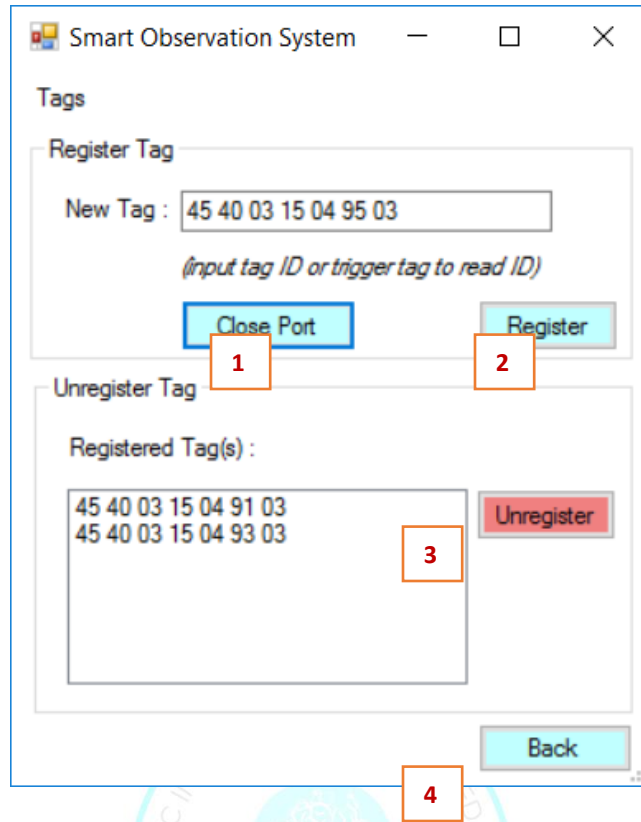 Smart Observation System
Tags
Register Tag
New Tag : 45 40 03 15 04 95 03
(input tag ID or trigger tag to read ID)
Close Port Register
1 2
Unregister Tag
Registered Tag(s) :
45 40 03 15 04 91 03 Unregister
45 40 03 15 04 93 03
3
Back
4